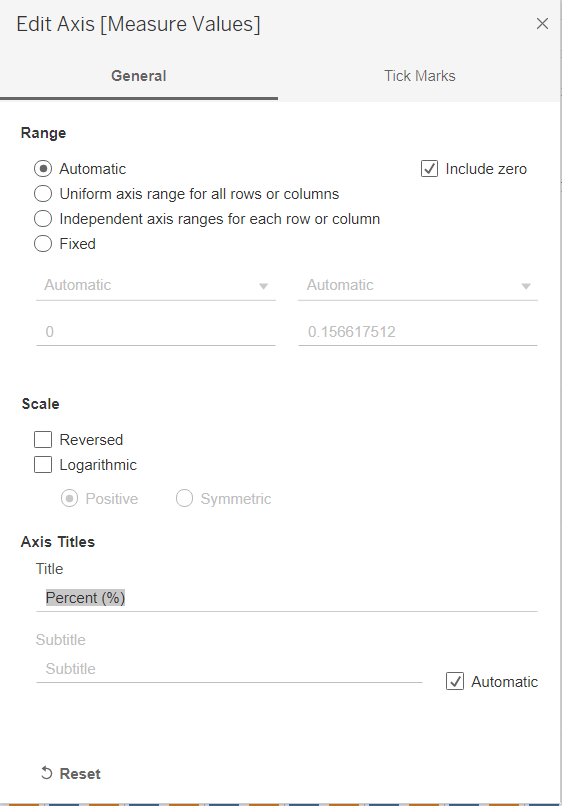 Edit Axis [Measure Values]
General Tick Marks
Range
Automatic Include zero
Uniform axis range for all rows or columns
Independent axis ranges for each row or column
Fixed
Automatic Automatic
0 0.156617512
Scale
Reversed
Logarithmic
Positive Symmetric
Axis Titles
Title
Percent (%)
Subtitle
Subtitle Automatic
Reset